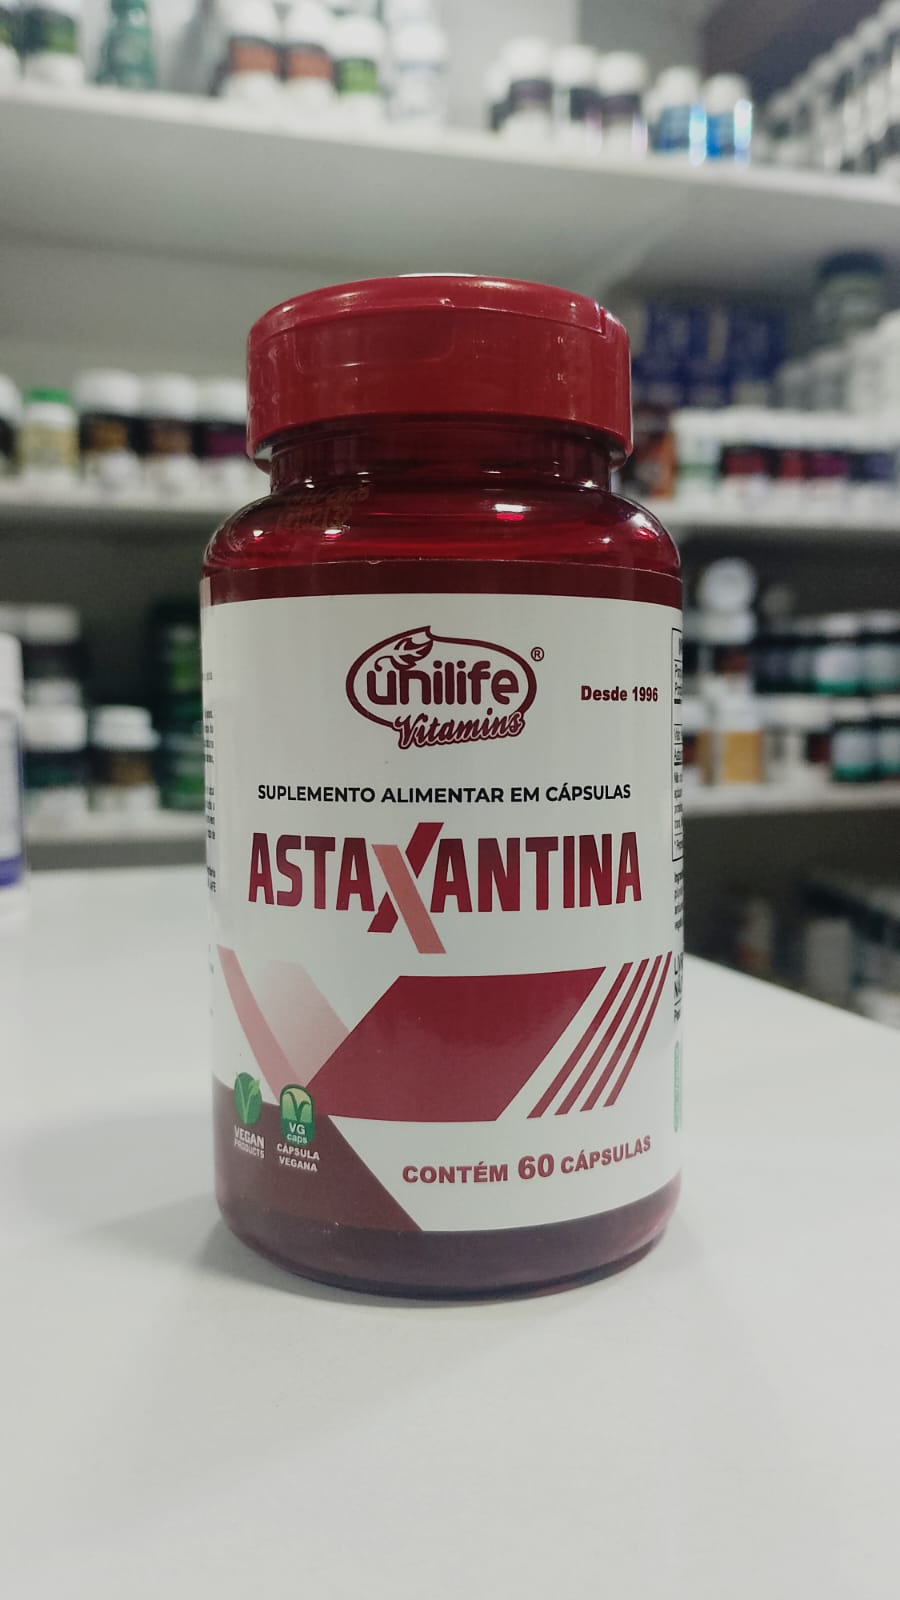 unilife®
Vitamins
Desde 1996
SUPLEMENTO ALIMENTAR EM CÁPSULAS
ASTAXANTINA
VEGAN
PRODUCTS
VG
caps
CÁPSULA
VEGANA
CONTÉM 60 CÁPSULAS